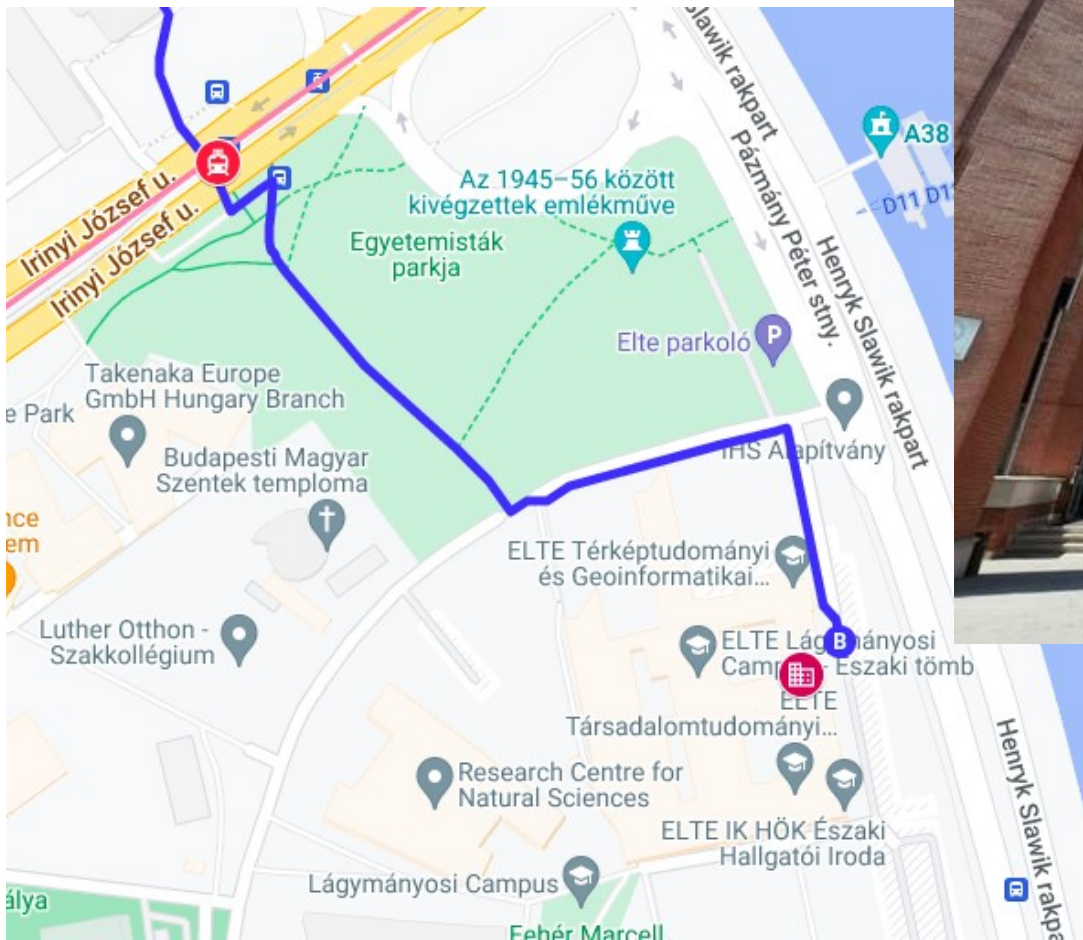 Slawik rakpart
Irinyi József u.
Irinyi József u.
Az 1945–56 között
kivégzettek emlékműve
Egyetemisták
parkja
A38
D11 D1
Pázmány Péter stny.
Henryk Slawik rakpart
Elte parkoló
P
Takenaka Europe
GmbH Hungary Branch
e Park
Budapesti Magyar
Szentek temploma
IHS Alapítvány
nce
em
ELTE Térképtudományi
és Geoinformatikai...
Luther Otthon -
Szakkollégium
B
ELTE Lágymányosi
Campus - Északi tömb
ELTE
Társadalomtudományi...
Research Centre for
Natural Sciences
ELTE IK HÖK Északi
Hallgatói Iroda
Henryk Slawik rakpa
Lágymányosi Campus
álya
Fehér Marcell